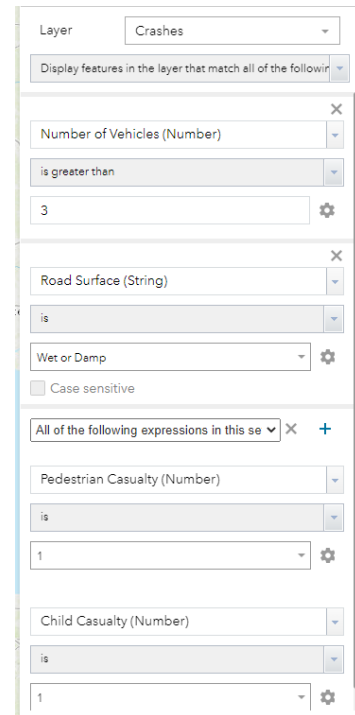 Layer Crashes
Display features in the layer that match all of the followin
Number of Vehicles (Number)
is greater than
3
Road Surface (String)
is
Wet or Damp
Case sensitive
All of the following expressions in this se
Pedestrian Casualty (Number)
is
1
Child Casualty (Number)
is
1